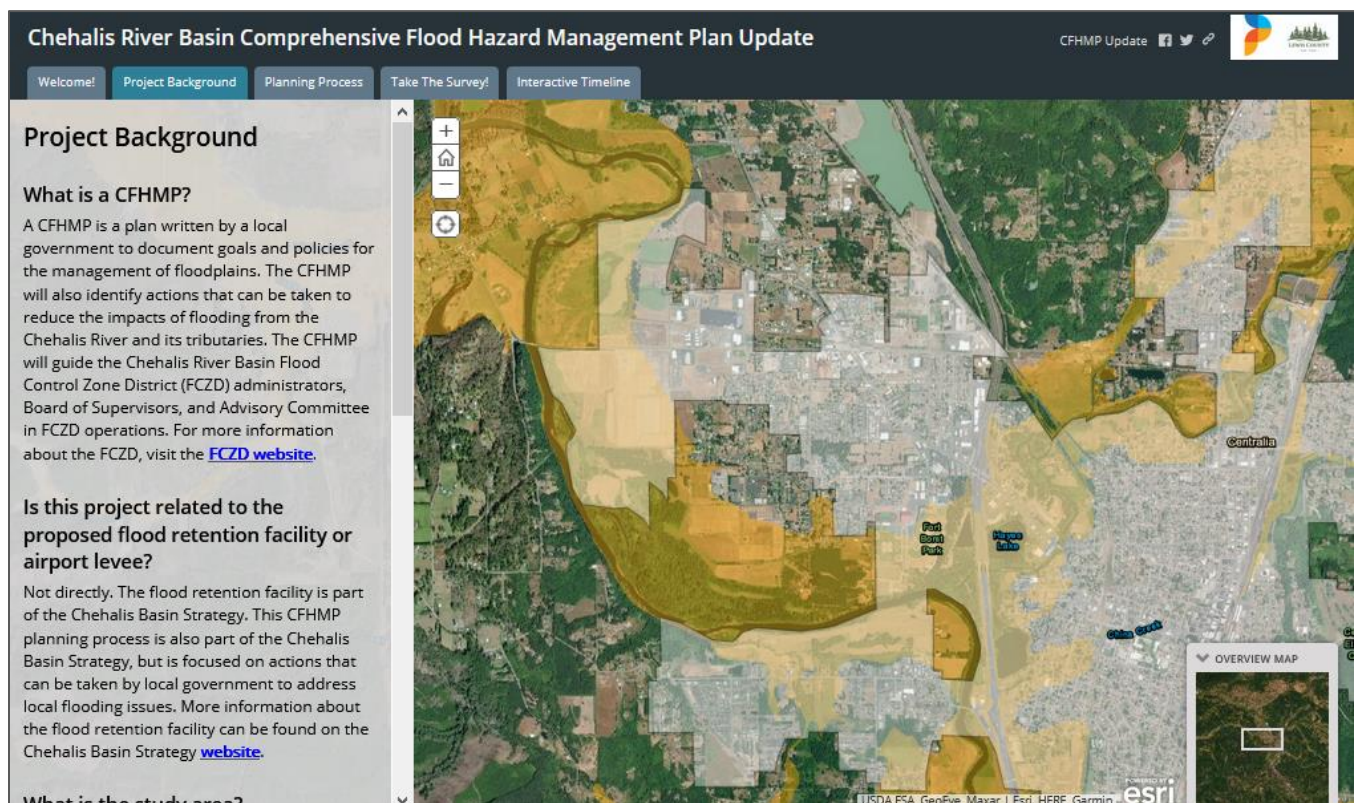 Chehalis River Basin Comprehensive Flood Hazard Management Plan Update
CFHMP Update
LEWIS COUNTY
Welcome!
Project Background
Planning Process
Take The Survey!
Interactive Timeline
Project Background
What is a CFHMP?
A CFHMP is a plan written by a local
government to document goals and policies for
the management of floodplains. The CFHMP
will also identify actions that can be taken to
reduce the impacts of flooding from the
Chehalis River and its tributaries. The CFHMP
will guide the Chehalis River Basin Flood
Control Zone District (FCZD) administrators,
Board of Supervisors, and Advisory Committee
in FCZD operations. For more information
about the FCZD, visit the FCZD website.
Is this project related to the
proposed flood retention facility or
airport levee?
Not directly. The flood retention facility is part
of the Chehalis Basin Strategy. This CFHMP
planning process is also part of the Chehalis
Basin Strategy, but is focused on actions that
can be taken by local government to address
local flooding issues. More information about
the flood retention facility can be found on the
Chehalis Basin Strategy website.
What is the study area?
Centralia
Fort
Borst
Park
Hayes
Lake
China Creek
OVERVIEW MAP
USDA FSA, GeoEye, Maxar | Esri, HERE, Garmin
POWERED BY
esri